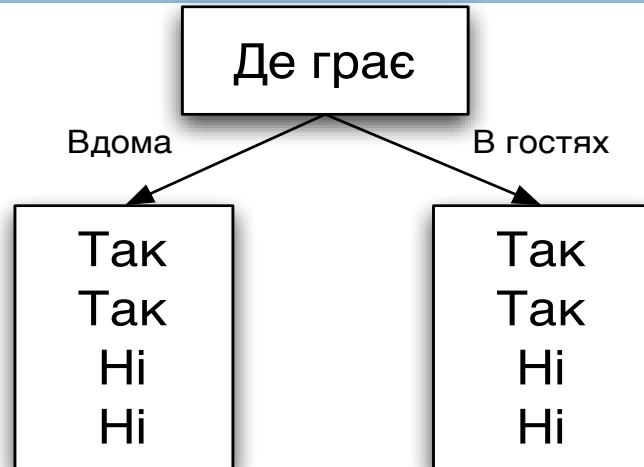 Де грає
Вдома
В гостях
Так
Так
Ні
Ні
Так
Так
Ні
Ні